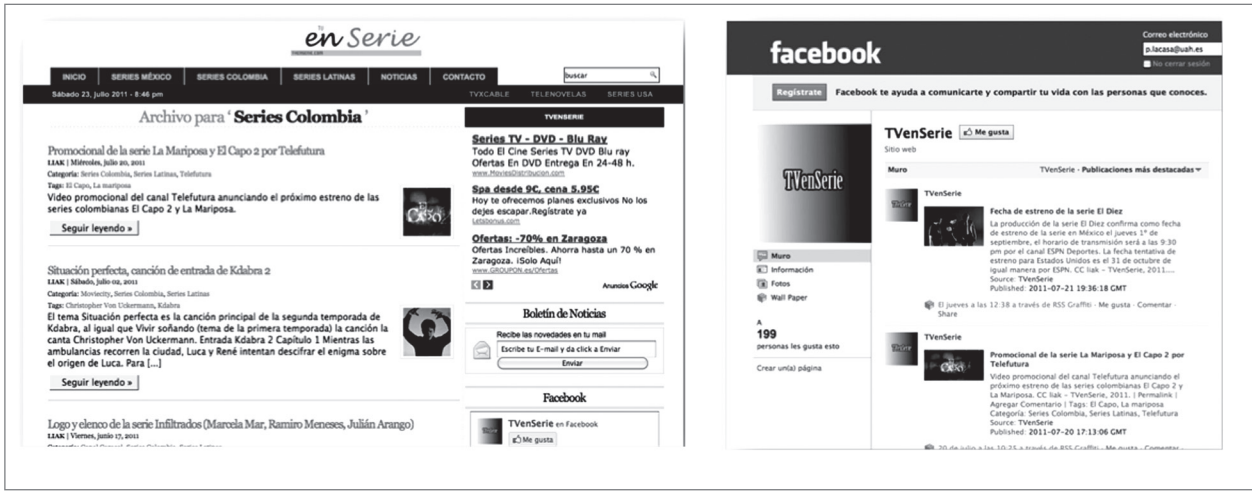 TV
en Serie
INICIO SERIES MÉXICO SERIES COLOMBIA SERIES LATINAS NOTICIAS CONTACTO
buscar
Sábado 23, julio 2011 - 8:46 pm
TVXCABLE TELENOVELAS SERIES USA
Archivo para ‘ Series Colombia ’
Promocional de la serie La Mariposa y El Capo 2 por Telefutura
LIAK | Miércoles, julio 20, 2011
Categoría: Series Colombia, Series Latinas, Telefutura
Tags: El Capo, La mariposa
Video promocional del canal Telefutura anunciando el próximo estreno de las
series colombianas El Capo 2 y La Mariposa.
Seguir leyendo »
Situación perfecta, canción de entrada de Kdabra 2
LIAK | Sábado, julio 02, 2011
Categoría: Moviecity, Series Colombia, Series Latinas
Tags: Christopher Von Uckermann, Kdabra
El tema Situación perfecta es la canción principal de la segunda temporada de
Kdabra, al igual que Vivir soñando (tema de la primera temporada) la canción la
canta Christopher Von Uckermann. Entrada Kdabra 2 Capítulo 1 Mientras las
ambulancias recorren la ciudad, Luca y René intentan descifrar el enigma sobre
el origen de Luca. Para [...]
Seguir leyendo »
Logo y elenco de la serie Infiltrados (Marcela Mar, Ramiro Meneses, Julián Arango)
LIAK | Viernes, junio 17, 2011
TVENSERIE
Series TV - DVD - Blu Ray
Todo El Cine Series TV DVD Blu ray
Ofertas En DVD Entrega En 24-48 h.
www.MoviesDistribucion.com
Spa desde 9€, cena 5.95€
Hoy te ofrecemos planes exclusivos No los
dejes escapar.Regístrate ya
Letsbonus.com
Ofertas: -70% en Zaragoza
Ofertas Increíbles. Ahorra hasta un 70 % en
Zaragoza. ¡Solo Aquí!
www.GROUPON.es/Ofertas
Anuncios Google
Boletín de Noticias
Recibe las novedades en tu mail
Escribe tu E-mail y da click a Enviar
Enviar
Facebook
TVenSerie en Facebook
Me gusta
facebook
Correo electrónico
p.lacasa@uah.es
No cerrar sesión
Regístrate Facebook te ayuda a comunicarte y compartir tu vida con las personas que conoces.
TVenSerie
Muro
Información
Fotos
Wall Paper
A
199
personas les gusta esto
Crear un(a) página
TVenSerie Me gusta
Sitio web
Muro TVenSerie - Publicaciones más destacadas
TVenSerie
Fecha de estreno de la serie El Diez
La producción de la serie El Diez confirma como fecha
de estreno de la serie en México el jueves 1º de
septiembre, el horario de transmisión será a las 9:30
pm por el canal ESPN Deportes. La fecha tentativa de
estreno para Estados Unidos es el 31 de octubre de
igual manera por ESPN. CC liak - TVenSerie, 2011....
Source: TVenSerie
Published: 2011-07-21 19:36:18 GMT
El jueves a las 12:38 a través de RSS Graffiti · Me gusta · Comentar ·
Share
TVenSerie
Promocional de la serie La Mariposa y El Capo 2 por
Telefutura
Video promocional del canal Telefutura anunciando el
próximo estreno de las series colombianas El Capo 2 y
La Mariposa. CC liak - TVenSerie, 2011. | Permalink |
Agregar Comentario | Tags: El Capo, La mariposa
Categoría: Series Colombia, Series Latinas, Telefutura
Source: TVenSerie
Published: 2011-07-20 17:13:06 GMT
20 de julio a las 10:25 a través de RSS Graffiti · Me gusta · Comentar ·